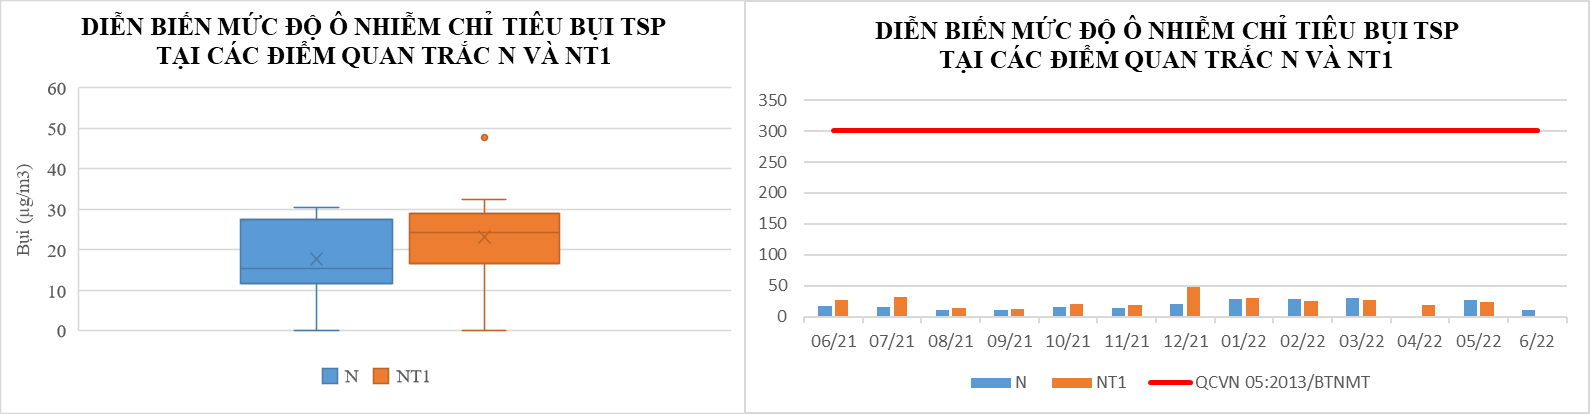 DIỄN BIẾN MỨC ĐỘ Ô NHIỄM CHỈ TIÊU BỤI TSP
TẠI CÁC ĐIỂM QUAN TRẮC N VÀ NT1
60
50
40
30
20
10
0
Bụi (µg/m3)
N NT1
DIỄN BIẾN MỨC ĐỘ Ô NHIỄM CHỈ TIÊU BỤI TSP
TẠI CÁC ĐIỂM QUAN TRẮC N VÀ NT1
350
300
250
200
150
100
50
0
06/21 07/21 08/21 09/21 10/21 11/21 12/21 01/22 02/22 03/22 04/22 05/22 6/22
N NT1 QCVN 05:2013/BTNMT